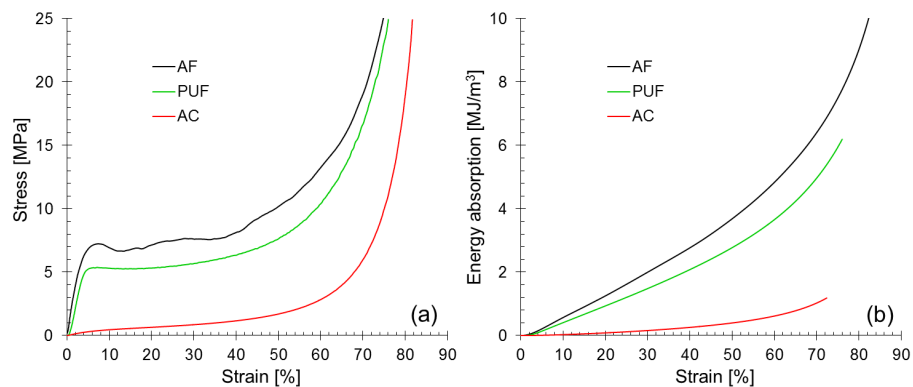 25
20
15
10
5
0
Stress [MPa]
AF
PUF
AC
(a)
0 10 20 30 40 50 60 70 80 90
Strain [%]
10
8
6
4
2
0
Energy absorption [MJ/m³]
AF
PUF
AC
(b)
0 10 20 30 40 50 60 70 80 90
Strain [%]